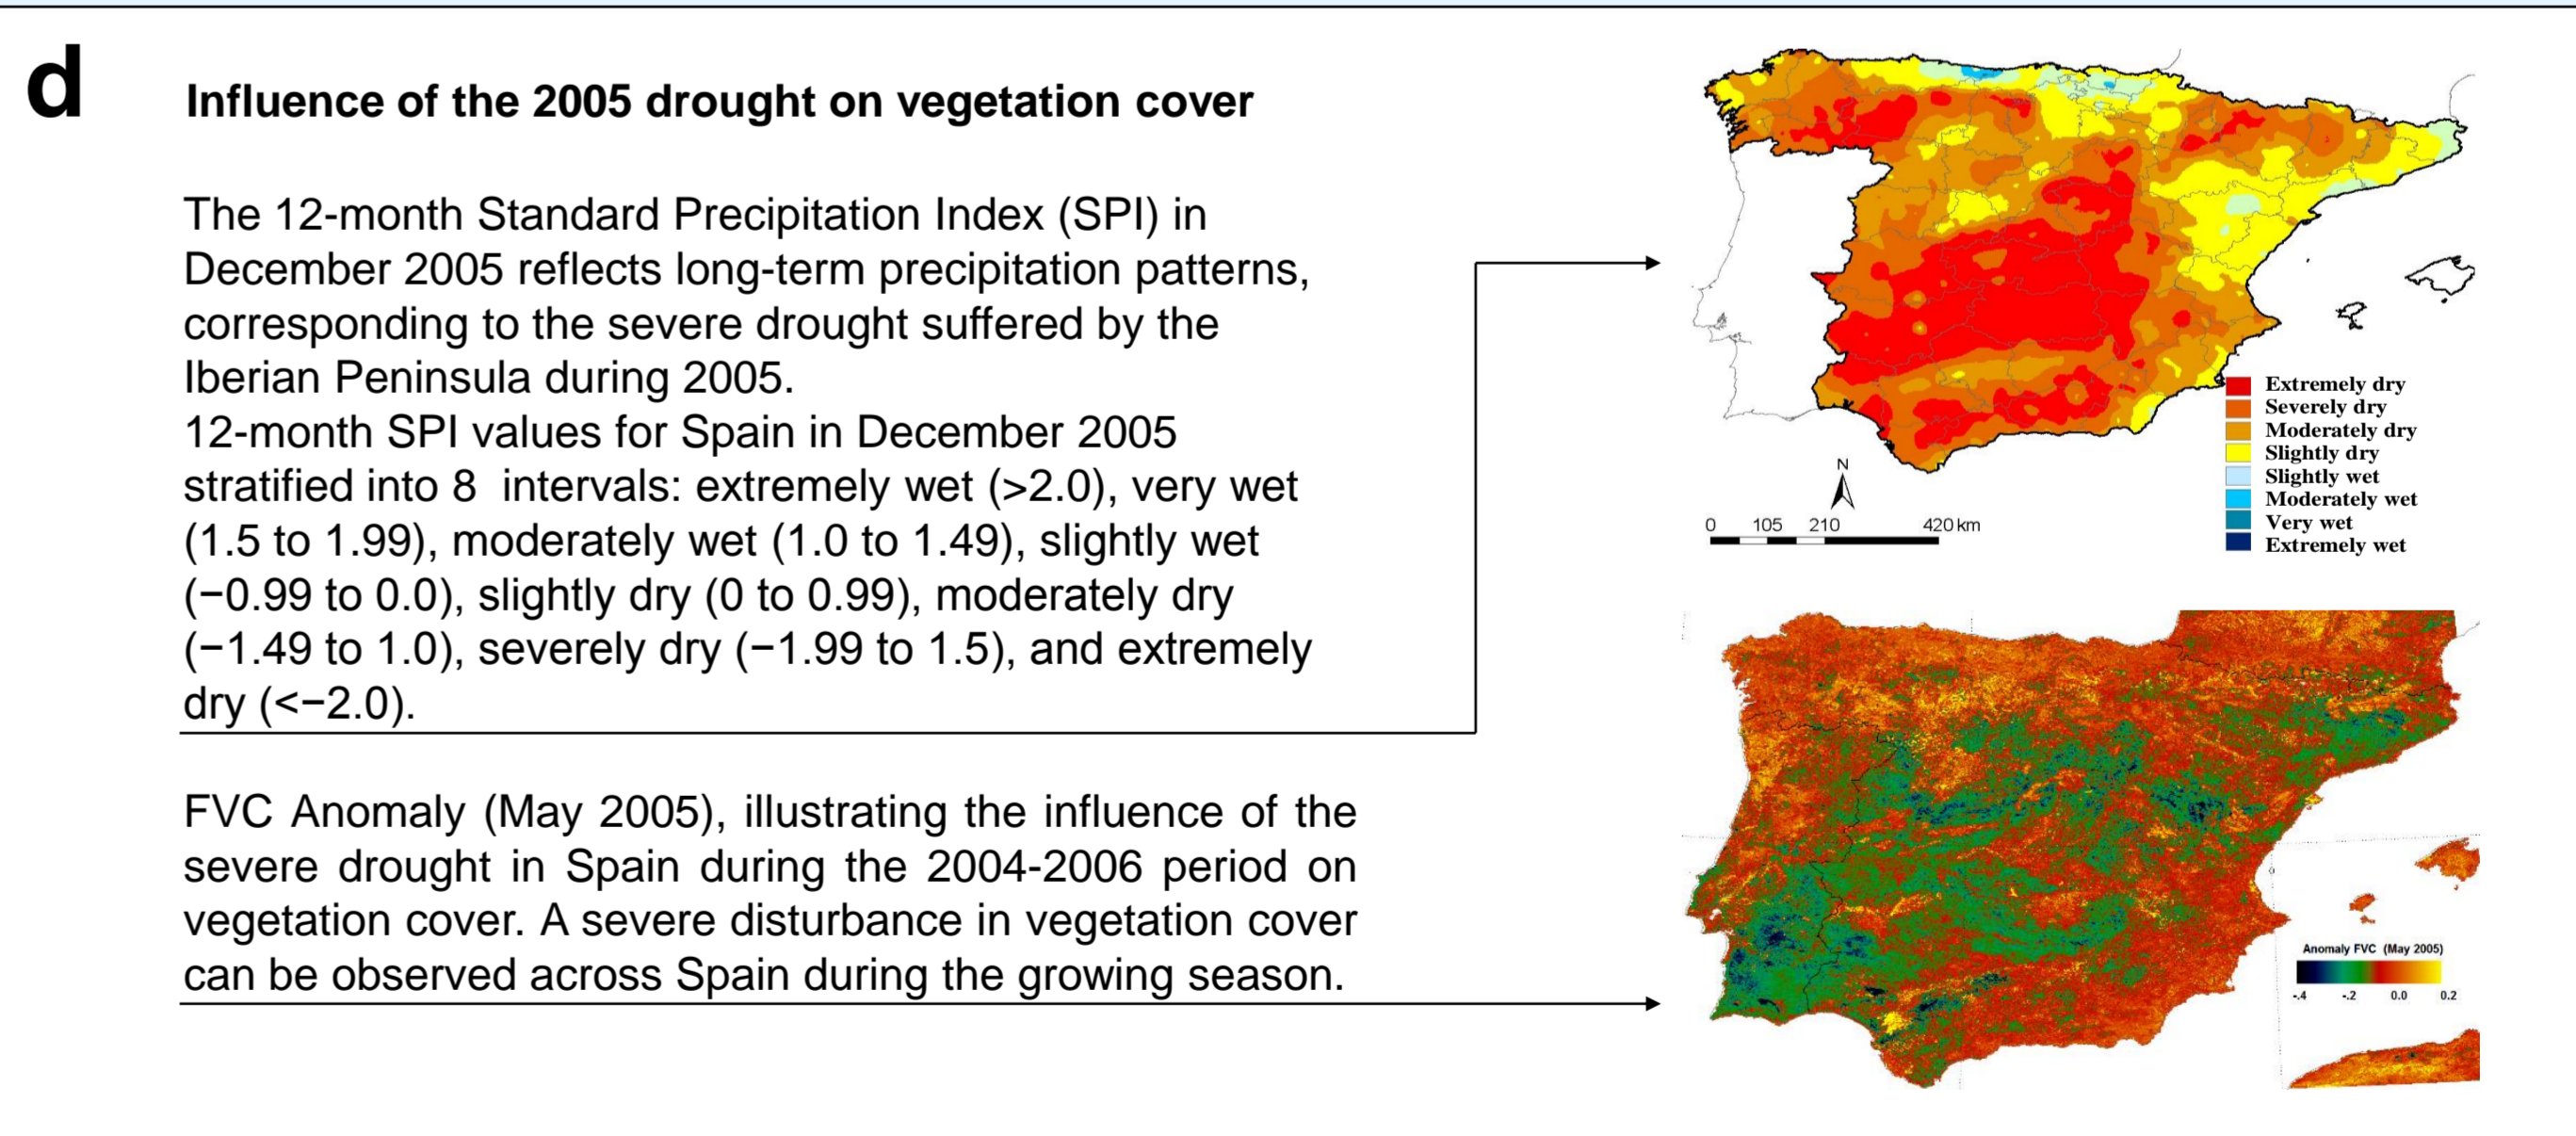 d
Influence of the 2005 drought on vegetation cover
The 12-month Standard Precipitation Index (SPI) in
December 2005 reflects long-term precipitation patterns,
corresponding to the severe drought suffered by the
Iberian Peninsula during 2005.
12-month SPI values for Spain in December 2005
stratified into 8 intervals: extremely wet (>2.0), very wet
(1.5 to 1.99), moderately wet (1.0 to 1.49), slightly wet
(−0.99 to 0.0), slightly dry (0 to 0.99), moderately dry
(−1.49 to 1.0), severely dry (−1.99 to 1.5), and extremely
dry (<−2.0).
FVC Anomaly (May 2005), illustrating the influence of the
severe drought in Spain during the 2004-2006 period on
vegetation cover. A severe disturbance in vegetation cover
can be observed across Spain during the growing season.
Extremely dry
Severely dry
Moderately dry
Slightly dry
Slightly wet
Moderately wet
Very wet
Extremely wet
N
0 105 210 420 km
Anomaly FVC (May 2005)
-.4 -.2 0.0 0.2